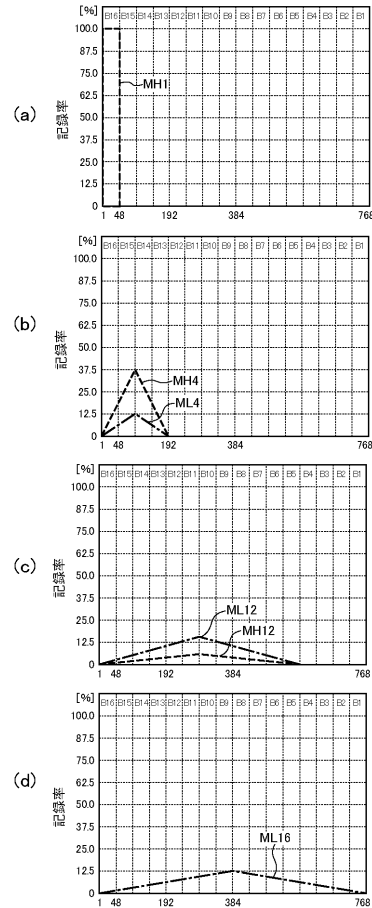 [%]
B16 B15 B14 B13 B12 B11 B10 B9 B8 B7 B6 B5 B4 B3 B2 B1
100.0
87.5
75.0
MH1
62.5
(a)
記録率
50.0
37.5
25.0
12.5
0
1 48 192 384 768
[%]
B16 B15 B14 B13 B12 B11 B10 B9 B8 B7 B6 B5 B4 B3 B2 B1
100.0
87.5
75.0
62.5
(b)
記録率
50.0
37.5
MH4
25.0
ML4
12.5
0
1 48 192 384 768
[%]
B16 B15 B14 B13 B12 B11 B10 B9 B8 B7 B6 B5 B4 B3 B2 B1
100.0
87.5
75.0
62.5
(c)
記録率
50.0
37.5
25.0
ML12
12.5
MH12
0
1 48 192 384 768
[%]
B16 B15 B14 B13 B12 B11 B10 B9 B8 B7 B6 B5 B4 B3 B2 B1
100.0
87.5
75.0
62.5
(d)
記録率
50.0
37.5
25.0
ML16
12.5
0
1 48 192 384 768